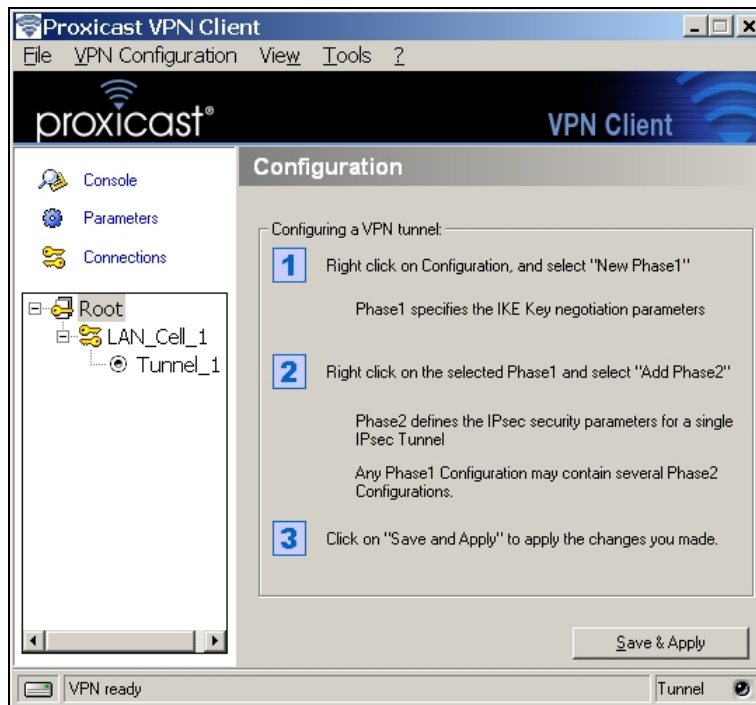 Proxicast VPN Client
File VPN Configuration View Tools ?
proxicast®
VPN Client
Console
Parameters
Connections
Root
LAN_Cell_1
Tunnel_1
Configuration
Configuring a VPN tunnel:
1 Right click on Configuration, and select "New Phase1"
Phase1 specifies the IKE Key negotiation parameters
2 Right click on the selected Phase1 and select "Add Phase2"
Phase2 defines the IPsec security parameters for a single
IPsec Tunnel
Any Phase1 Configuration may contain several Phase2
Configurations.
3 Click on "Save and Apply" to apply the changes you made.
Save & Apply
VPN ready
Tunnel